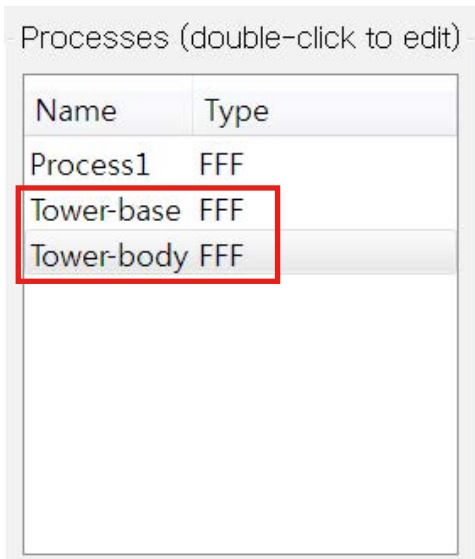 Processes (double-click to edit)
Name Type
Process1 FFF
Tower-base FFF
Tower-body FFF